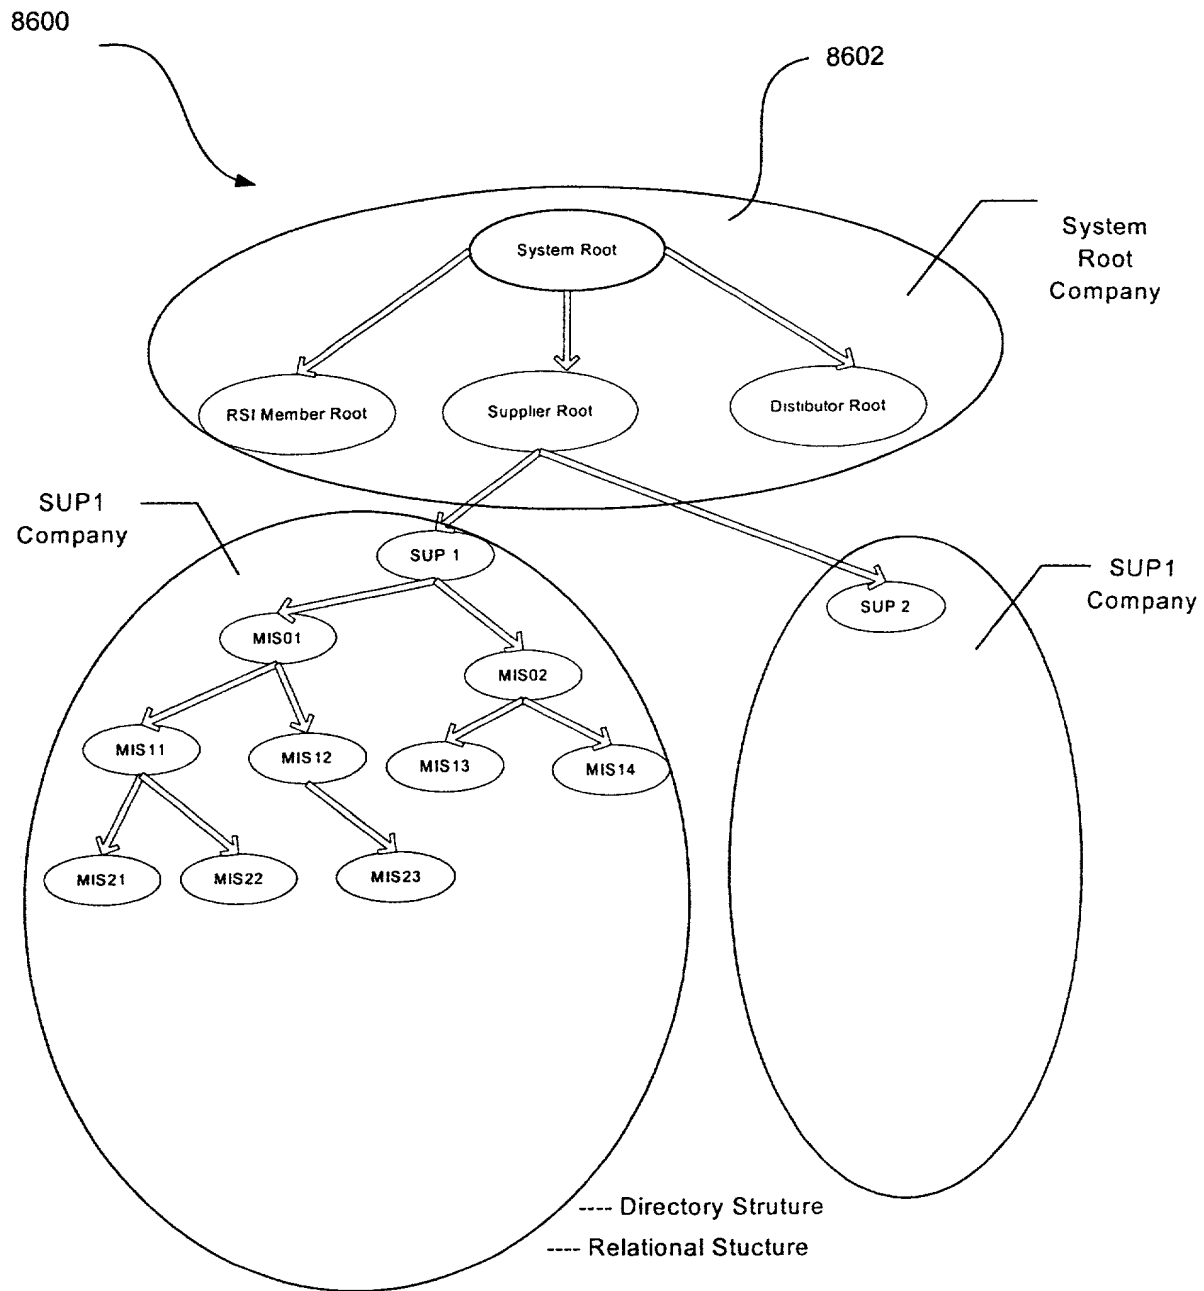 8600
8602
System Root
System
Root
Company
RSI Member Root
Supplier Root
Distibutor Root
SUP1
Company
SUP 1
SUP1
Company
SUP 2
MIS01
MIS02
MIS11
MIS12
MIS13
MIS14
MIS21
MIS22
MIS23
---- Directory Struture
---- Relational Stucture